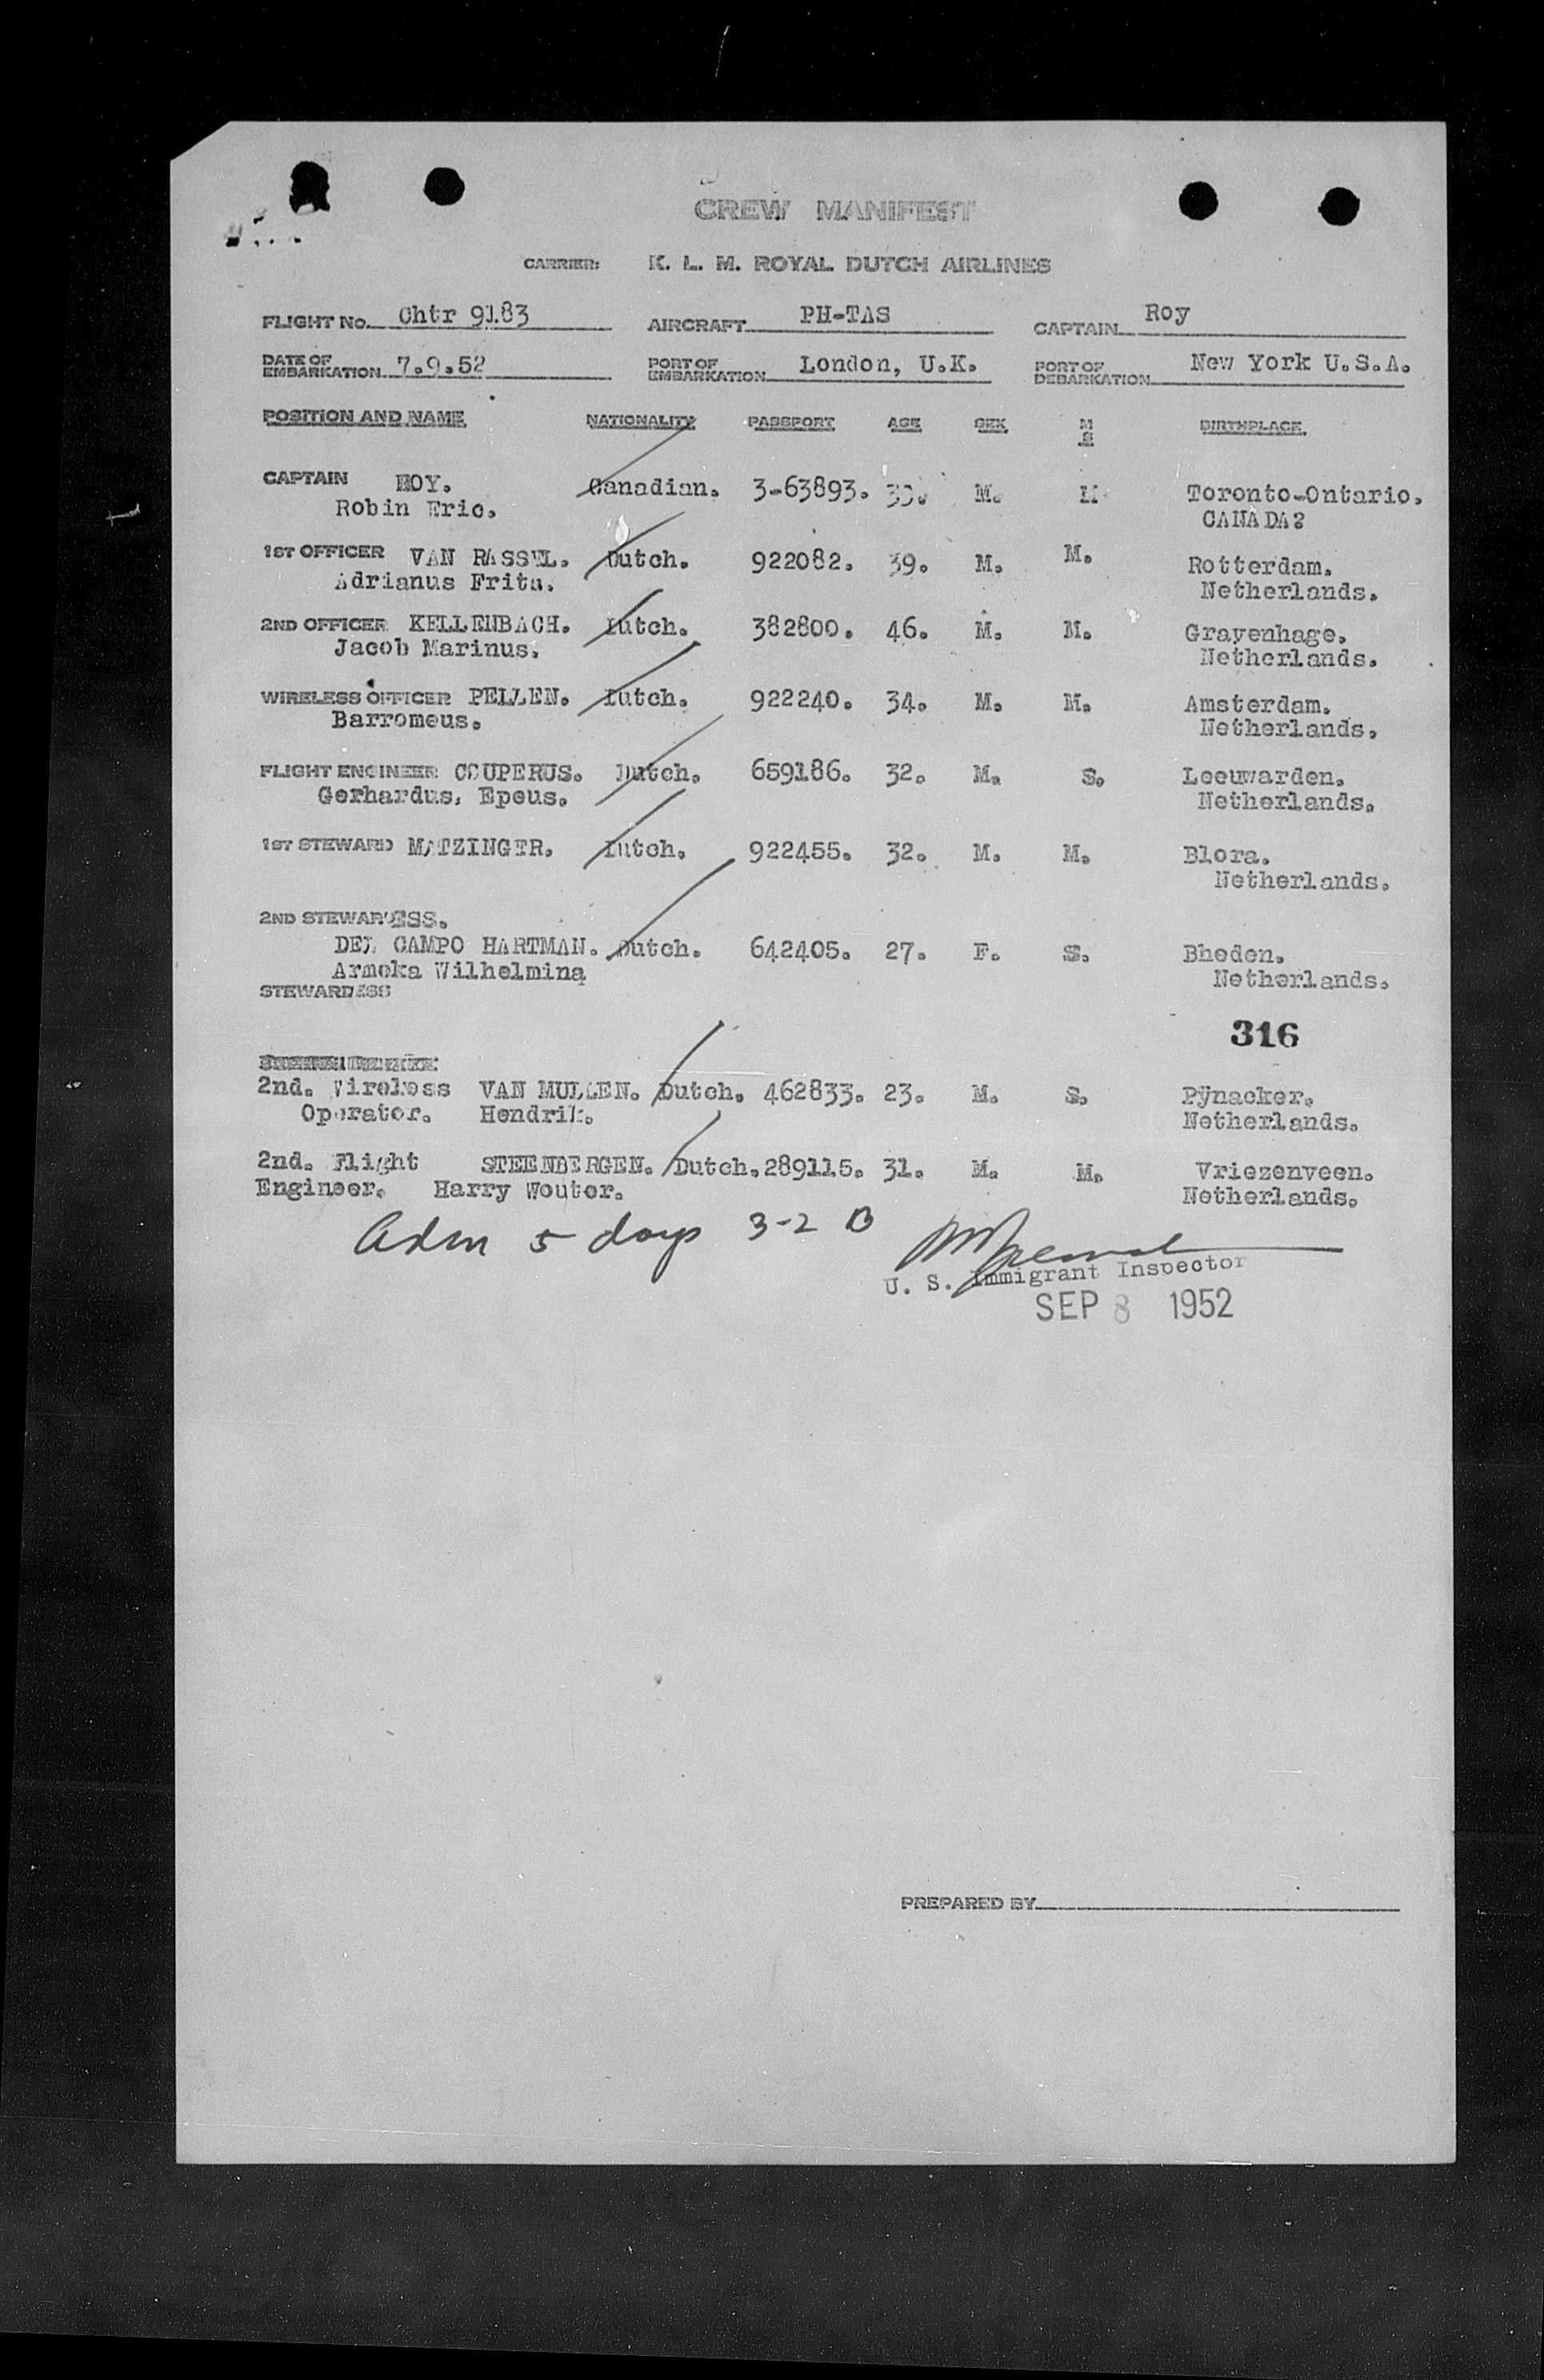 CREW MANIFEST
CARRIER: K. L. M. ROYAL DUTCH AIRLINES
FLIGHT No. Chtr 9183 AIRCRAFT PH-TAS CAPTAIN Roy
DATE OF EMBARKATION 7.9.52 PORT OF EMBARKATION London, U.K. PORT OF DEBARKATION New York U.S.A.
POSITION AND NAME NATIONALITY PASSPORT AGE SEX M S BIRTHPLACE
CAPTAIN ROY. Canadian. 3-63893. M. Toronto-Ontario.
Robin Eric. CANADA?
1ST OFFICER VAN RASSEL. Dutch. 922082. 39. M. M. Rotterdam.
Adrianus Frits. Netherlands.
2ND OFFICER KELLENBACH. Dutch. 382800. 46. M. M. Gravenhage.
Jacob Marinus. Netherlands.
WIRELESS OFFICER PELLEN. Dutch. 922240. 34. M. M. Amsterdam.
Barromeus. Netherlands.
FLIGHT ENGINEER COUPERUS. Dutch. 659186. 32. M. S. Leeuwarden.
Gerhardus, Epeus. Netherlands.
1ST STEWARD MATZINGER. Dutch. 922455. 32. M. M. Blora.
Netherlands.
2ND STEWARDESS.
DEL CAMPO HARTMAN. Dutch. 642405. 27. F. S. Bheden.
Armeka Wilhelmina Netherlands.
STEWARDESS
316
2nd. Wireless VAN MULLEN. Dutch. 462833. 23. M. S. Pÿnacker.
Operator. Hendrik. Netherlands.
2nd. Flight STEENBERGEN. Dutch. 289115. 31. M. M. Vriezenveen.
Engineer. Harry Wouter. Netherlands.
Adm 5 days 3-2 B
U. S. Immigrant Inspector
SEP 8 1952
PREPARED BY